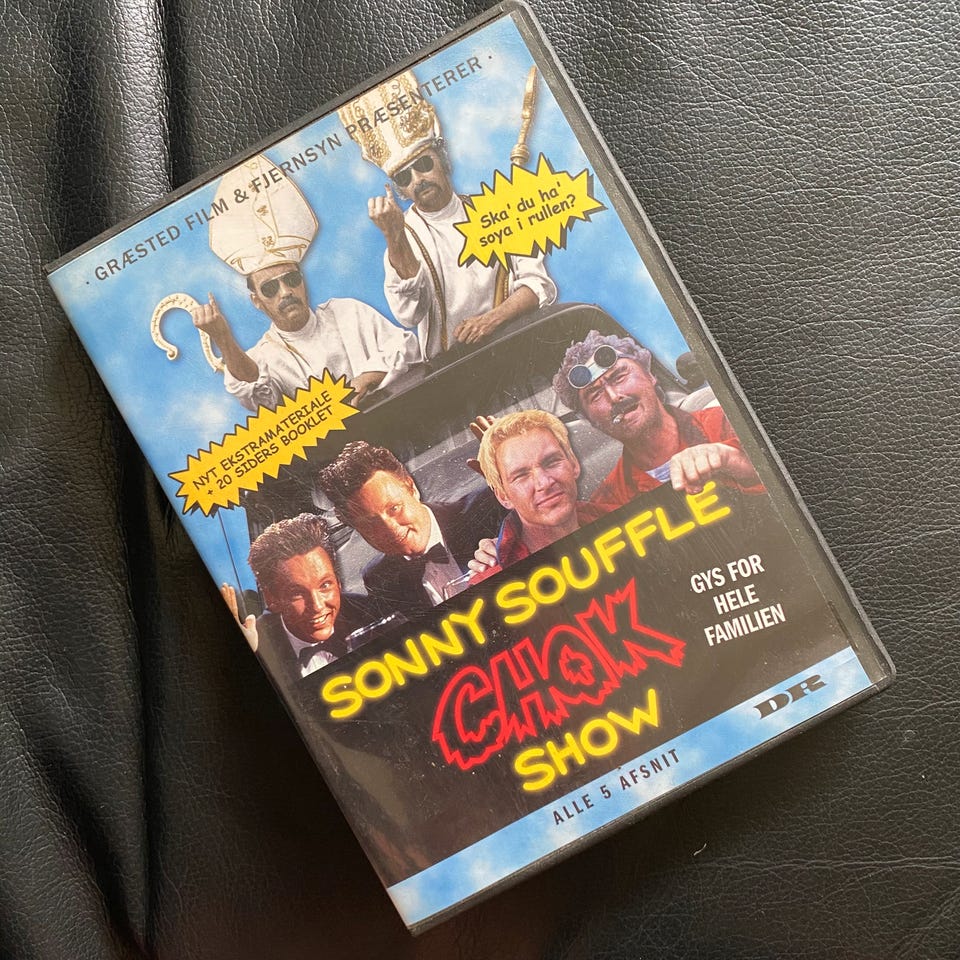 · GRÆSTED FILM & FJERNSYN PRÆSENTERER ·
Ska' du ha'
soya i rullen?
NYT EKSTRAMATERIALE
+ 20 SIDERS BOOKLET
SONNY SOUFFLE
CHOK
SHOW
GYS FOR
HELE
FAMILIEN
ALLE 5 AFSNIT
DR